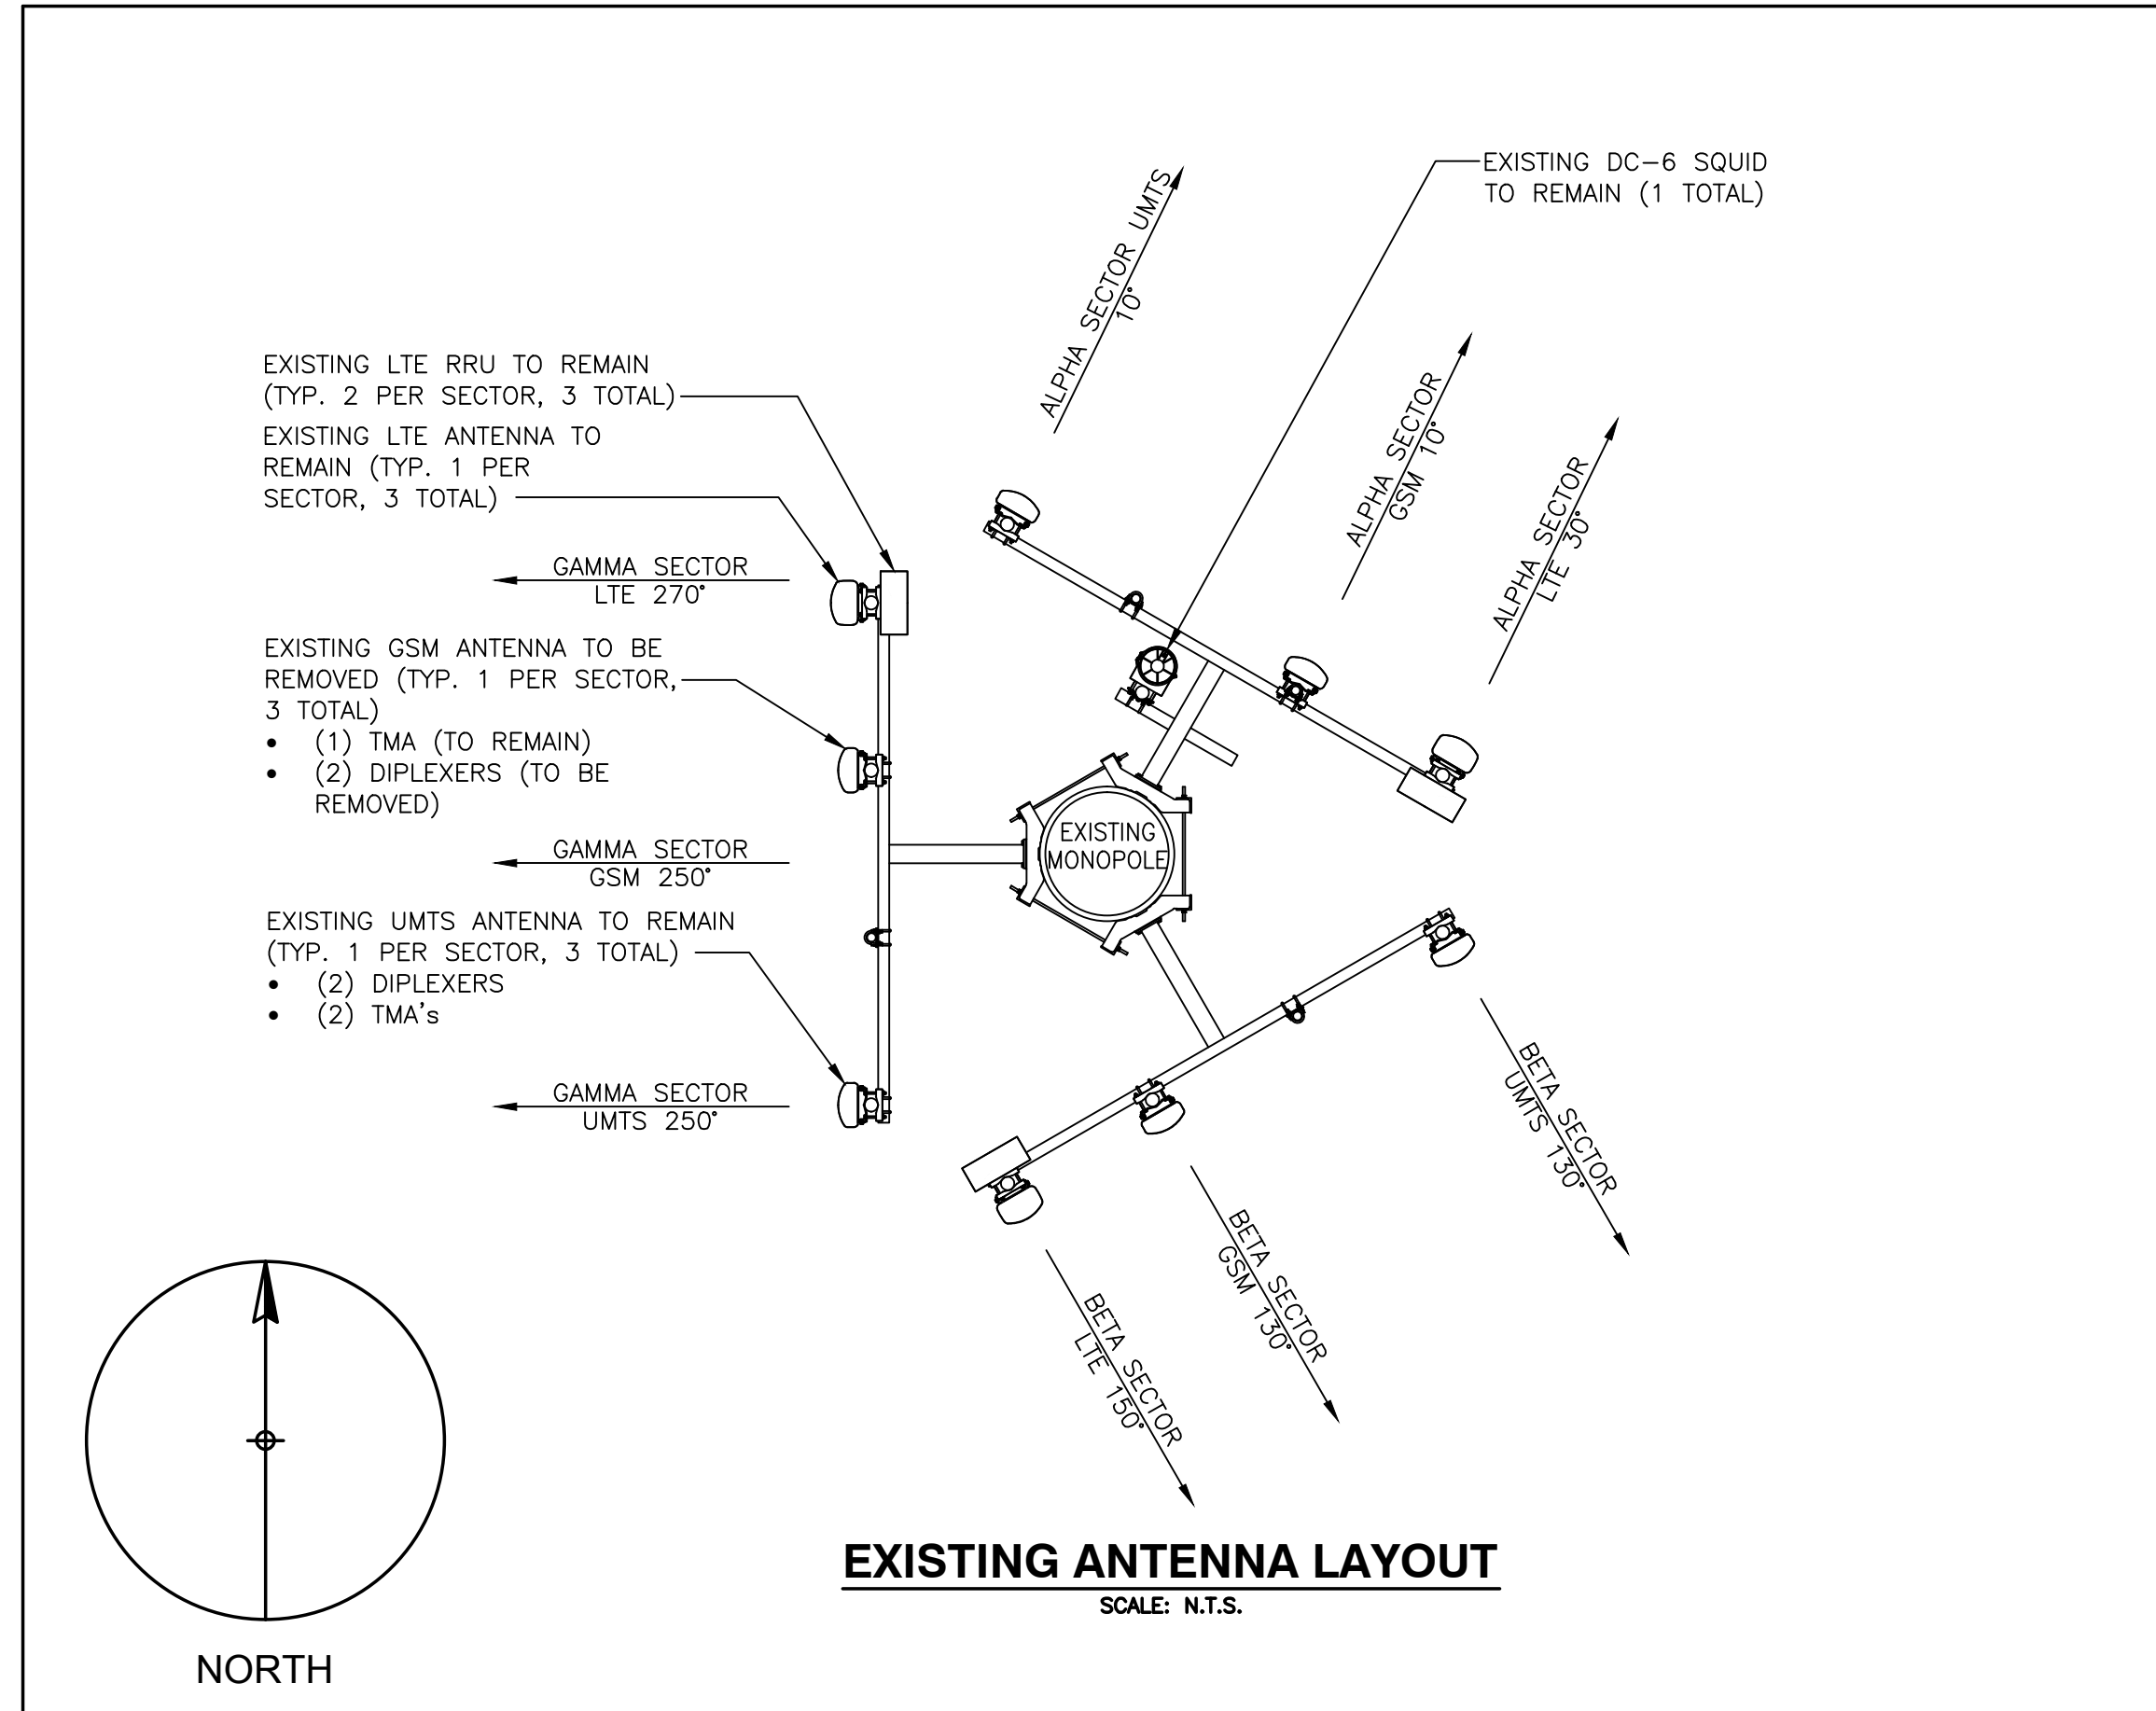 EXISTING DC-6 SQUID
TO REMAIN (1 TOTAL)
ALPHA SECTOR UMTS
10°
ALPHA SECTOR
GSM 10°
ALPHA SECTOR
LTE 30°
EXISTING LTE RRU TO REMAIN
(TYP. 2 PER SECTOR, 3 TOTAL)
EXISTING LTE ANTENNA TO
REMAIN (TYP. 1 PER
SECTOR, 3 TOTAL)
GAMMA SECTOR
LTE 270°
EXISTING GSM ANTENNA TO BE
REMOVED (TYP. 1 PER SECTOR,
3 TOTAL)
• (1) TMA (TO REMAIN)
• (2) DIPLEXERS (TO BE
REMOVED)
EXISTING
MONOPOLE
GAMMA SECTOR
GSM 250°
EXISTING UMTS ANTENNA TO REMAIN
(TYP. 1 PER SECTOR, 3 TOTAL)
• (2) DIPLEXERS
• (2) TMA's
GAMMA SECTOR
UMTS 250°
BETA SECTOR
UMTS 130°
BETA SECTOR
GSM 130°
BETA SECTOR
LTE 150°
EXISTING ANTENNA LAYOUT
SCALE: N.T.S.
NORTH